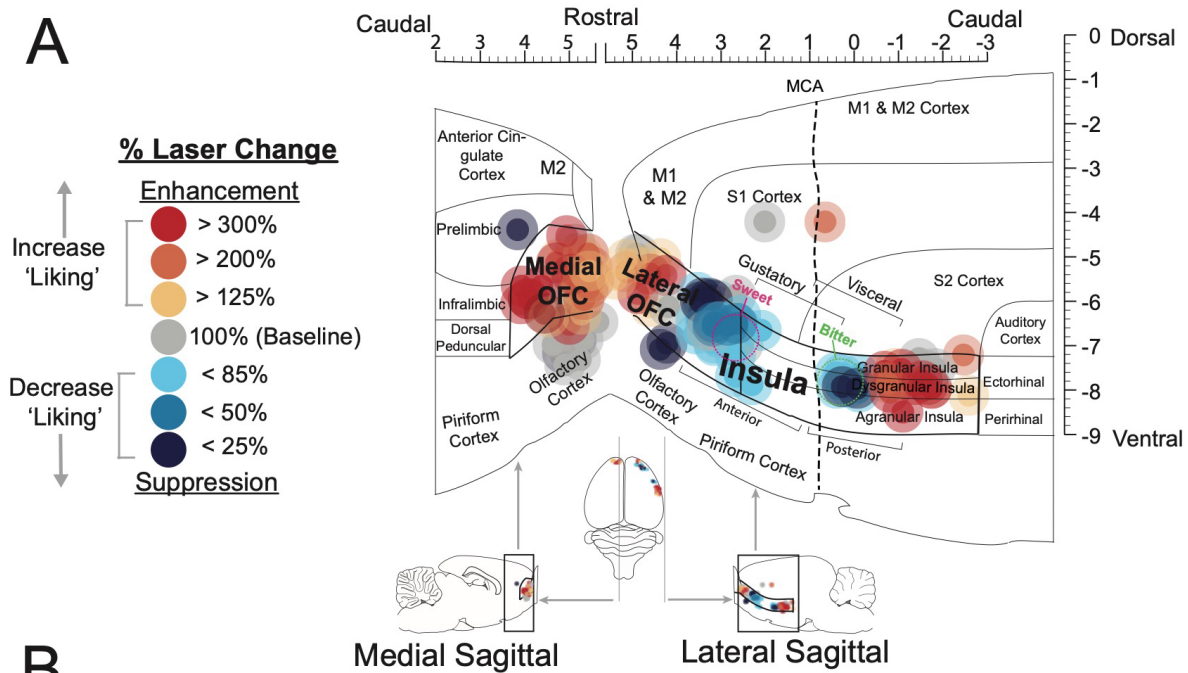 A
Caudal
Rostral
Caudal
2 3 4 5 5 4 3 2 1 0 -1 -2 -3
0 Dorsal
-1
-2
-3
-4
-5
-6
-7
-8
-9 Ventral
% Laser Change
Enhancement
> 300%
> 200%
> 125%
100% (Baseline)
< 85%
< 50%
< 25%
Suppression
Increase
'Liking'
Decrease
'Liking'
Anterior Cin-
gulate
Cortex
M2
Prelimbic
Infralimbic
Dorsal
Peduncular
Medial
OFC
Olfactory
Cortex
Piriform
Cortex
M1
& M2
MCA
M1 & M2 Cortex
S1 Cortex
S2 Cortex
Lateral
OFC
Gustatory
Sweet
Visceral
Bitter
Insula
Auditory
Cortex
Granular Insula
Dysgranular Insula
Agranular Insula
Ectorhinal
Perirhinal
Olfactory
Cortex
Anterior
Posterior
Piriform Cortex
Medial Sagittal
Lateral Sagittal
B